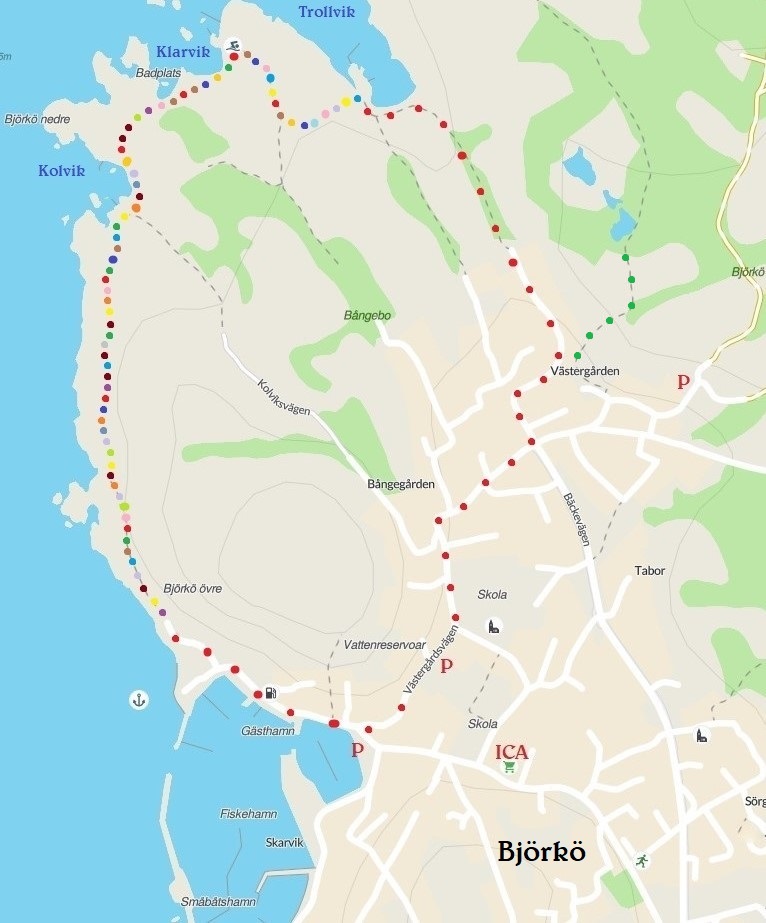 Trollvik
Klarvik
öm
Badplats
Björkö nedre
Kolvik
Björkö
Bångebo
Västergården
P
Kolviksvägen
Bångegården
Bäckevägen
Tabor
Björkö övre
Skola
Vattenreservoar
Västergårdsvägen
P
Gästhamn
Skola
P
ICA
Fiskehamn
Sörg
Skarvik
Björkö
Småbåtshamn